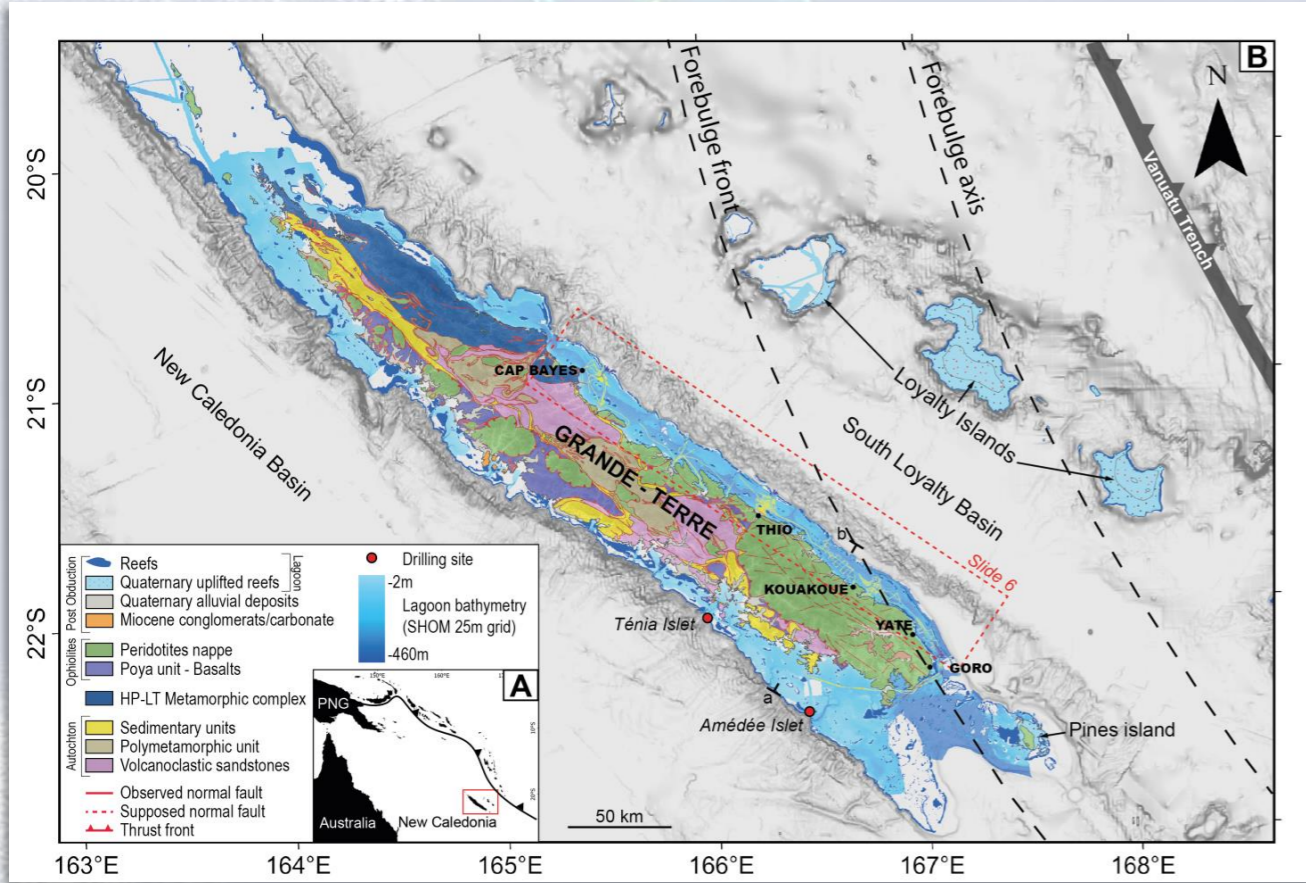 B
N
Forebulge front
Forebulge axis
Vanuatu Trench
20°S
21°S
22°S
New Caledonia Basin
CAP BAYES
GRANDE - TERRE
Loyalty Islands
South Loyalty Basin
THIO
b
KOUAKOUE
Slide 6
YATE
GORO
Ténia Islet
a
Amédée Islet
Pines island
50 km
Post Obduction
Reefs
Lagoon
Quaternary uplifted reefs
Quaternary alluvial deposits
Miocene conglomerats/carbonate
Ophiolites
Peridotites nappe
Poya unit - Basalts
HP-LT Metamorphic complex
Autochton
Sedimentary units
Polymetamorphic unit
Volcanoclastic sandstones
Observed normal fault
Supposed normal fault
Thrust front
Drilling site
-2m
Lagoon bathymetry
(SHOM 25m grid)
-460m
A
150°E
160°E
PNG
10°S
20°S
Australia
New Caledonia
163°E
164°E
165°E
166°E
167°E
168°E